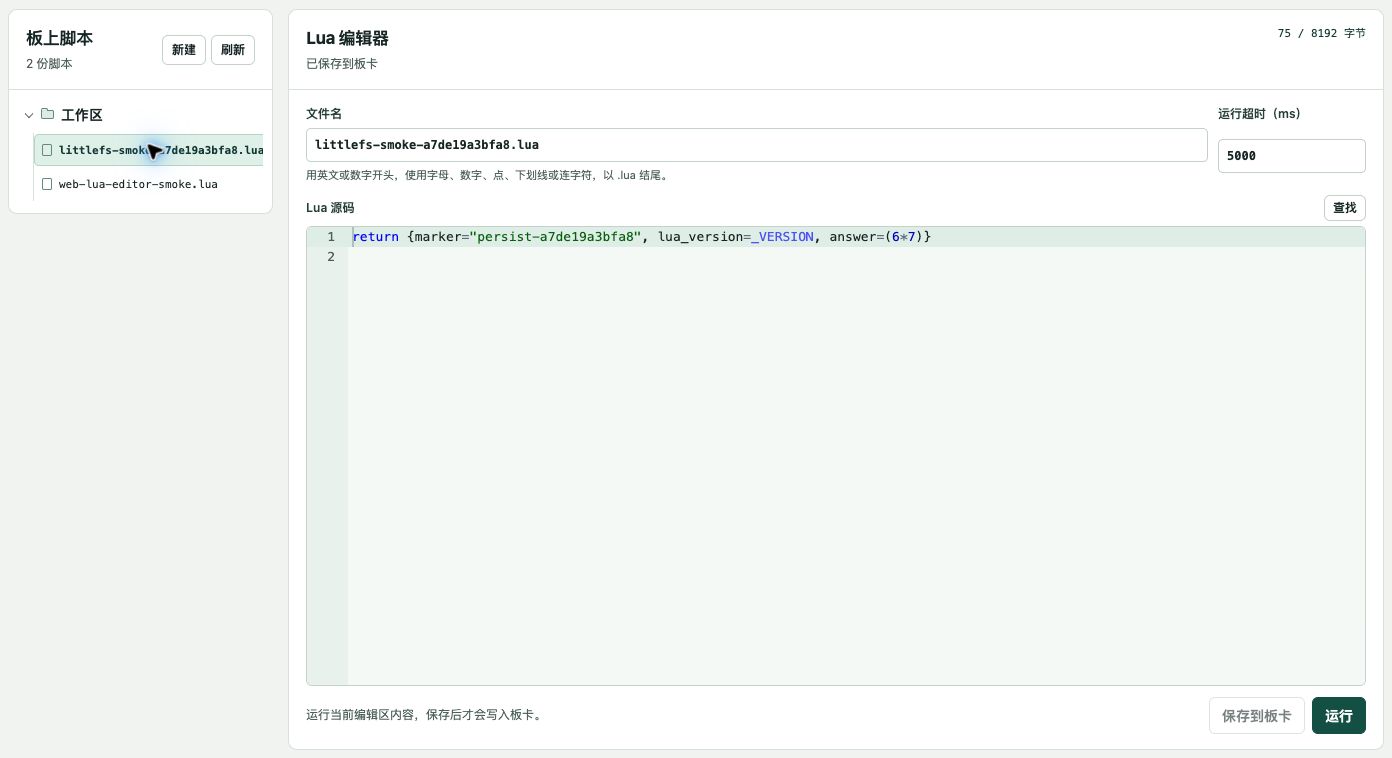 板上脚本
2 份脚本
新建
刷新
工作区
littlefs-smoke-a7de19a3bfa8.lua
web-lua-editor-smoke.lua
Lua 编辑器
已保存到板卡
75 / 8192 字节
文件名
littlefs-smoke-a7de19a3bfa8.lua
用英文或数字开头，使用字母、数字、点、下划线或连字符，以 .lua 结尾。
运行超时（ms）
5000
Lua 源码
查找
1 return {marker="persist-a7de19a3bfa8", lua_version=_VERSION, answer=(6*7)}
2
运行当前编辑区内容，保存后才会写入板卡。
保存到板卡
运行